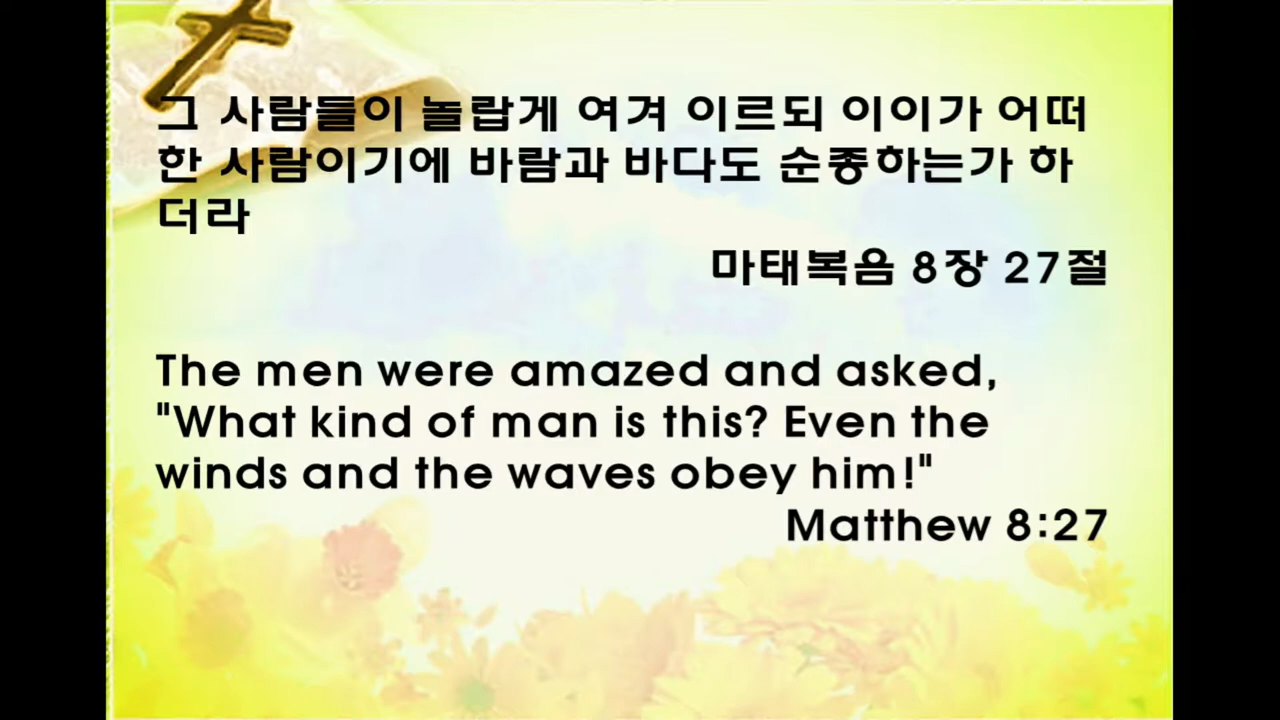 그 사람들이 놀랍게 여겨 이르되 이이가 어떠
한 사람이기에 바람과 바다도 순종하는가 하
더라
마태복음 8장 27절
The men were amazed and asked,
"What kind of man is this? Even the
winds and the waves obey him!"
Matthew 8:27